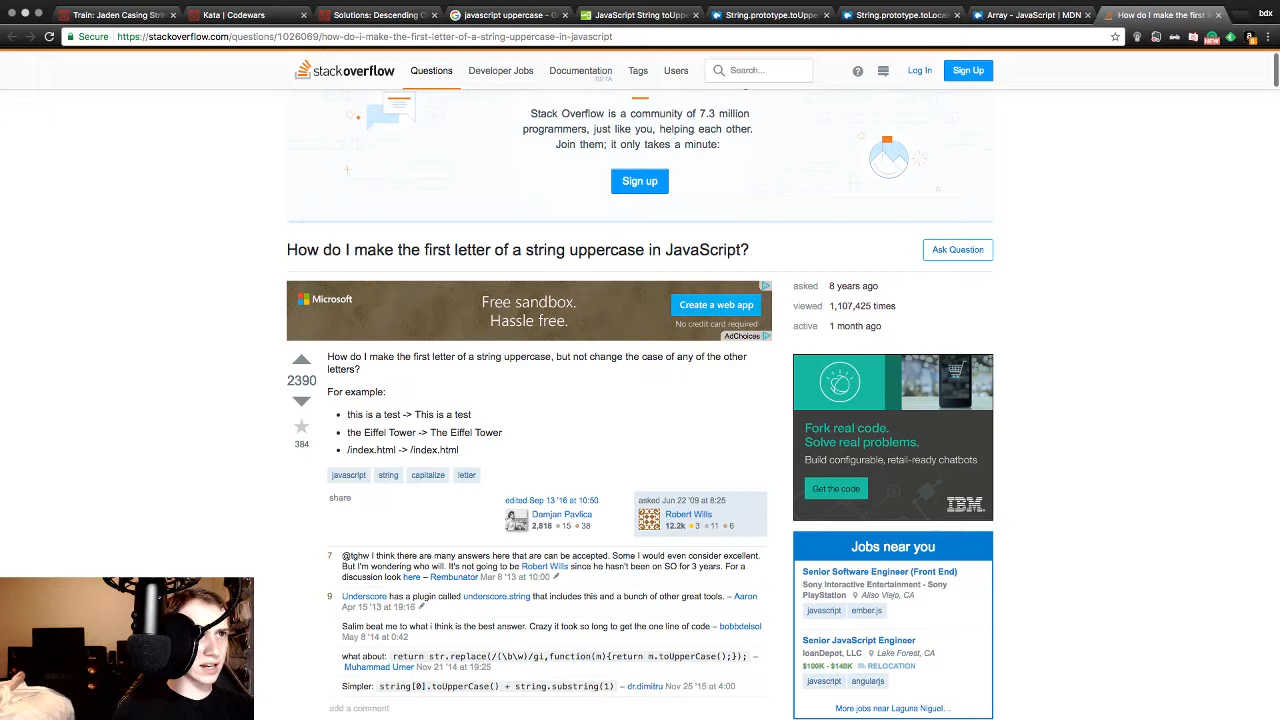 Train: Jaden Casing Strin
Kata | Codewars
Solutions: Descending C
javascript uppercase - G
JavaScript String toUppe
String.prototype.toUppe
String.prototype.toLocale
Array - JavaScript | MDN
How do I make the first l
bdx
Secure
https://stackoverflow.com/questions/1026069/how-do-i-make-the-first-letter-of-a-string-uppercase-in-javascript
NEW
stackoverflow
Questions
Developer Jobs
Documentation
BETA
Tags
Users
Search...
Log In
Sign Up
Stack Overflow is a community of 7.3 million
programmers, just like you, helping each other.
Join them; it only takes a minute:
Sign up
How do I make the first letter of a string uppercase in JavaScript?
Ask Question
Microsoft
Free sandbox.
Hassle free.
Create a web app
No credit card required
AdChoices
asked 8 years ago
viewed 1,107,425 times
active 1 month ago
2390
384
How do I make the first letter of a string uppercase, but not change the case of any of the other
letters?
For example:
• this is a test -> This is a test
• the Eiffel Tower -> The Eiffel Tower
• /index.html -> /index.html
javascript string capitalize letter
share
edited Sep 13 '16 at 10:50
Damjan Pavlica
2,818 15 38
asked Jun 22 '09 at 8:25
Robert Wills
12.2k 3 11 6
7 @tghw I think there are many answers here that are can be accepted. Some I would even consider excellent.
But I'm wondering who will. It's not going to be Robert Wills since he hasn't been on SO for 3 years. For a
discussion look here – Rembunator Mar 8 '13 at 10:00
9 Underscore has a plugin called underscore.string that includes this and a bunch of other great tools. – Aaron
Apr 15 '13 at 19:16
Salim beat me to what i think is the best answer. Crazy it took so long to get the one line of code – bobbdelsol
May 8 '14 at 0:42
what about: return str.replace(/(\b\w)/gi,function(m){return m.toUpperCase();}); –
Muhammad Umer Nov 21 '14 at 19:25
Simpler: string[0].toUpperCase() + string.substring(1) – dr.dimitru Nov 25 '15 at 4:00
add a comment
Fork real code.
Solve real problems.
Build configurable, retail-ready chatbots
Get the code
IBM
Jobs near you
Senior Software Engineer (Front End)
Sony Interactive Entertainment - Sony
PlayStation Aliso Viejo, CA
javascript ember.js
Senior JavaScript Engineer
loanDepot, LLC Lake Forest, CA
$100K - $140K RELOCATION
javascript angularjs
More jobs near Laguna Niguel...